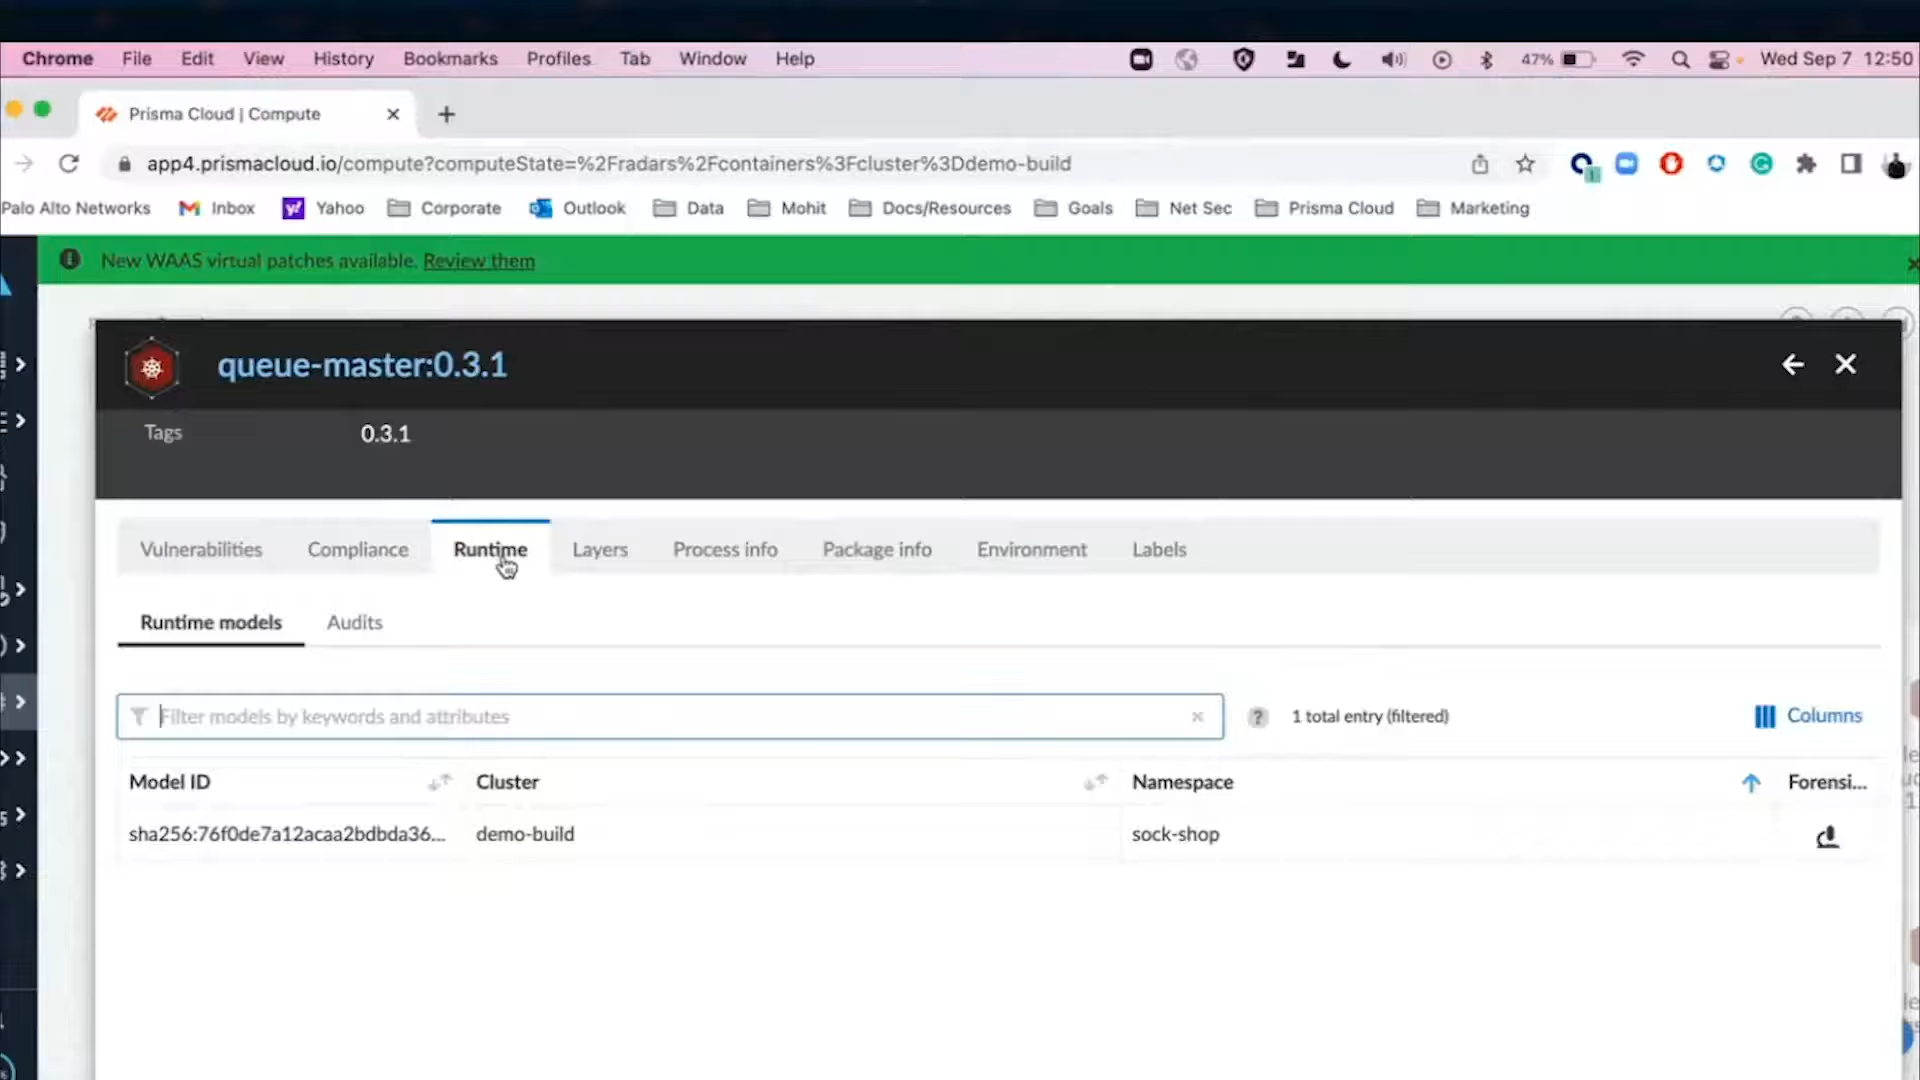 Chrome File Edit View History Bookmarks Profiles Tab Window Help 47% Wed Sep 7 12:50
Prisma Cloud | Compute
app4.prismacloud.io/compute?computeState=%2Fradars%2Fcontainers%3Fcluster%3Ddemo-build
Palo Alto Networks Inbox Yahoo Corporate Outlook Data Mohit Docs/Resources Goals Net Sec Prisma Cloud Marketing
New WAAS virtual patches available. Review them
queue-master:0.3.1
Tags 0.3.1
Vulnerabilities Compliance Runtime Layers Process info Package info Environment Labels
Runtime models Audits
Filter models by keywords and attributes
1 total entry (filtered)
Columns
Model ID Cluster Namespace Forensi...
sha256:76f0de7a12acaa2bdbda36... demo-build sock-shop